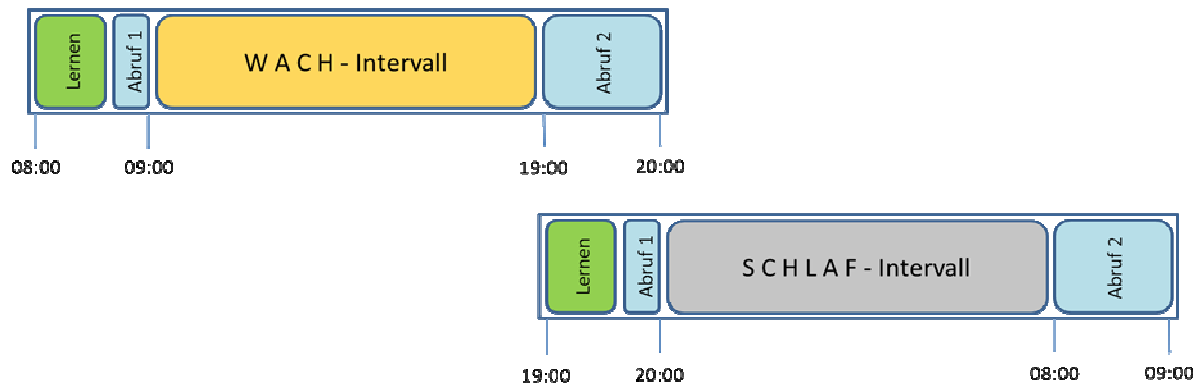 Lernen
Abruf 1
W A C H - Intervall
Abruf 2
08:00
09:00
19:00
20:00
Lernen
Abruf 1
S C H L A F - Intervall
Abruf 2
19:00
20:00
08:00
09:00